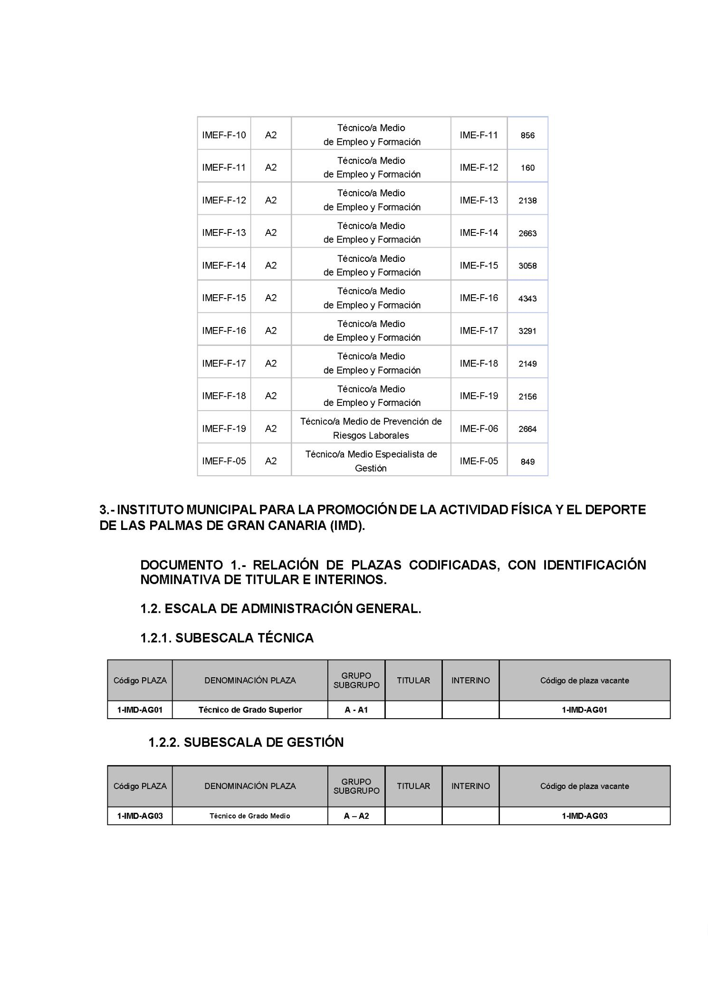 IMEF-F-10 A2 Técnico/a Medio de Empleo y Formación IME-F-11 856
IMEF-F-11 A2 Técnico/a Medio de Empleo y Formación IME-F-12 160
IMEF-F-12 A2 Técnico/a Medio de Empleo y Formación IME-F-13 2138
IMEF-F-13 A2 Técnico/a Medio de Empleo y Formación IME-F-14 2663
IMEF-F-14 A2 Técnico/a Medio de Empleo y Formación IME-F-15 3058
IMEF-F-15 A2 Técnico/a Medio de Empleo y Formación IME-F-16 4343
IMEF-F-16 A2 Técnico/a Medio de Empleo y Formación IME-F-17 3291
IMEF-F-17 A2 Técnico/a Medio de Empleo y Formación IME-F-18 2149
IMEF-F-18 A2 Técnico/a Medio de Empleo y Formación IME-F-19 2156
IMEF-F-19 A2 Técnico/a Medio de Prevención de Riesgos Laborales IME-F-06 2664
IMEF-F-05 A2 Técnico/a Medio Especialista de Gestión IME-F-05 849
3.- INSTITUTO MUNICIPAL PARA LA PROMOCIÓN DE LA ACTIVIDAD FÍSICA Y EL DEPORTE
DE LAS PALMAS DE GRAN CANARIA (IMD).
DOCUMENTO 1.- RELACIÓN DE PLAZAS CODIFICADAS, CON IDENTIFICACIÓN
NOMINATIVA DE TITULAR E INTERINOS.
1.2. ESCALA DE ADMINISTRACIÓN GENERAL.
1.2.1. SUBESCALA TÉCNICA
Código PLAZA DENOMINACIÓN PLAZA GRUPO SUBGRUPO TITULAR INTERINO Código de plaza vacante
1-IMD-AG01 Técnico de Grado Superior A - A1 1-IMD-AG01
1.2.2. SUBESCALA DE GESTIÓN
Código PLAZA DENOMINACIÓN PLAZA GRUPO SUBGRUPO TITULAR INTERINO Código de plaza vacante
1-IMD-AG03 Técnico de Grado Medio A – A2 1-IMD-AG03